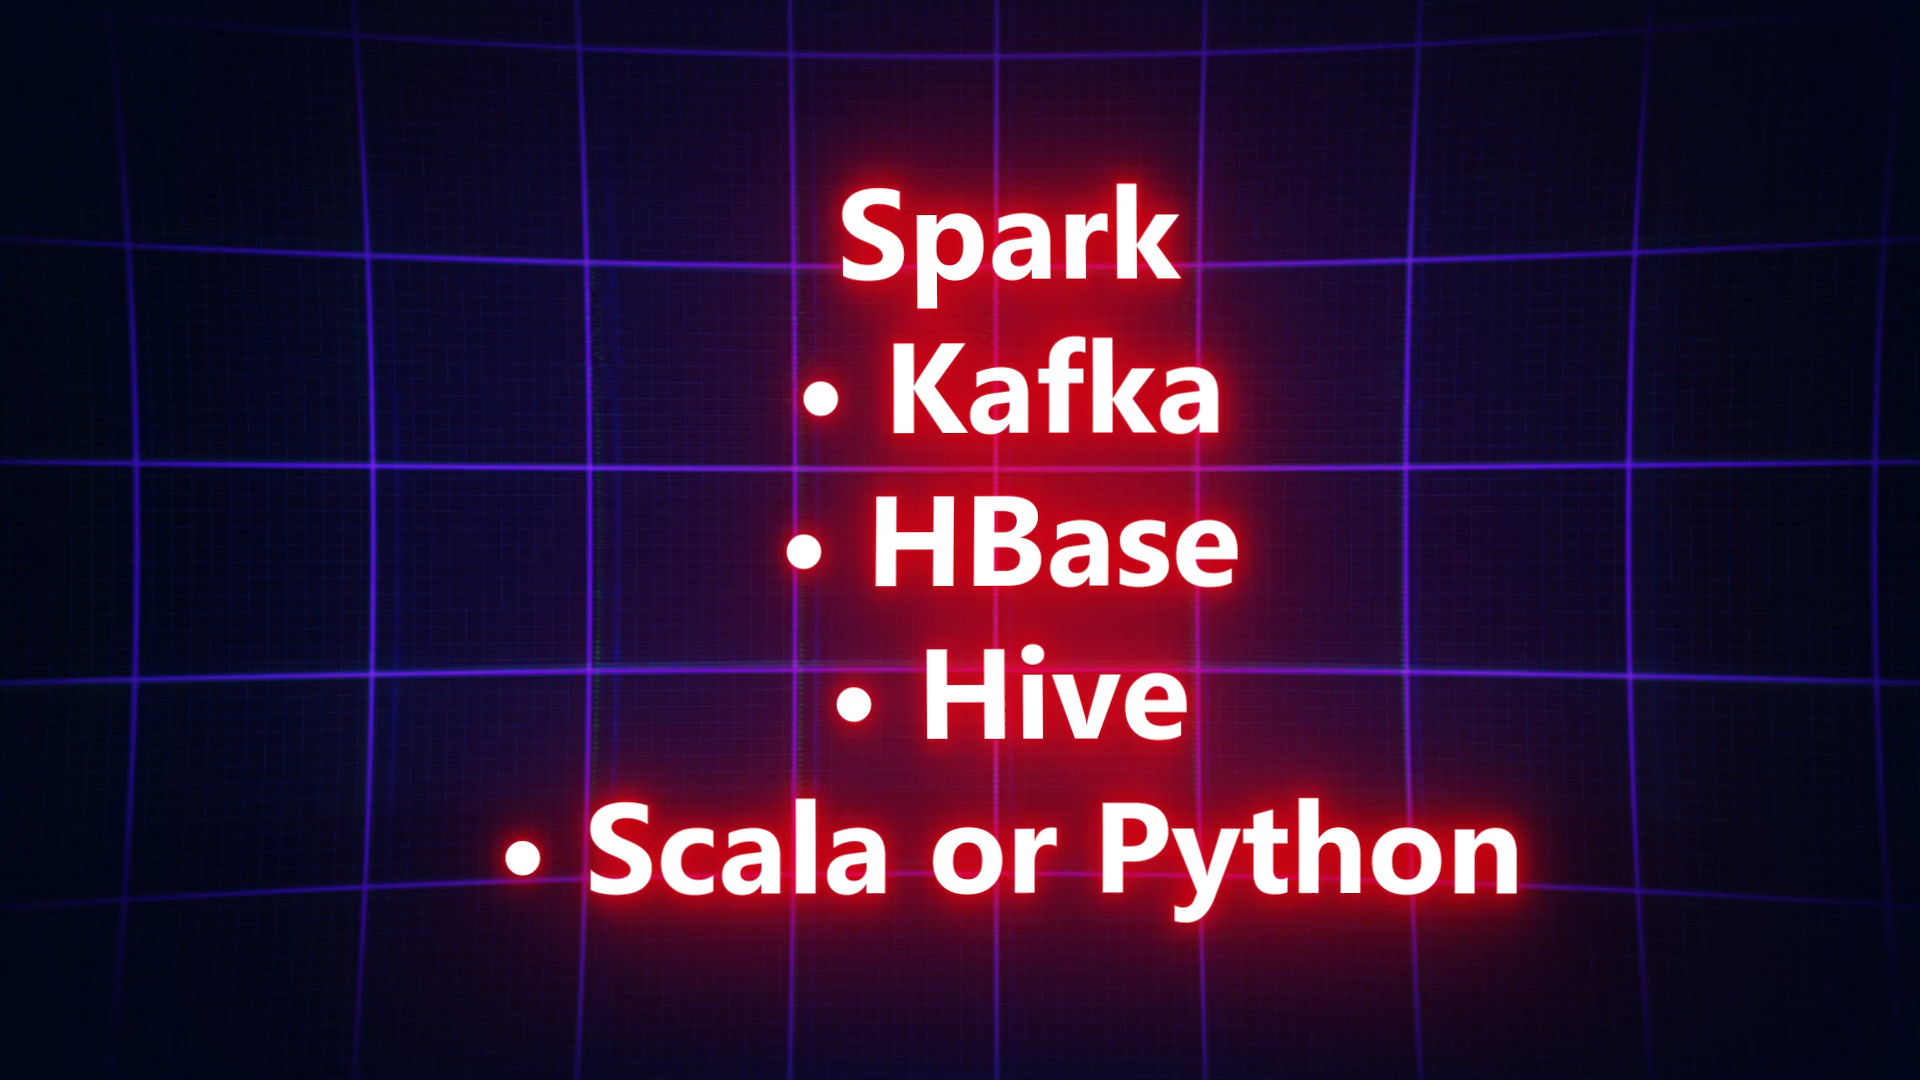 Spark
• Kafka
• HBase
• Hive
• Scala or Python